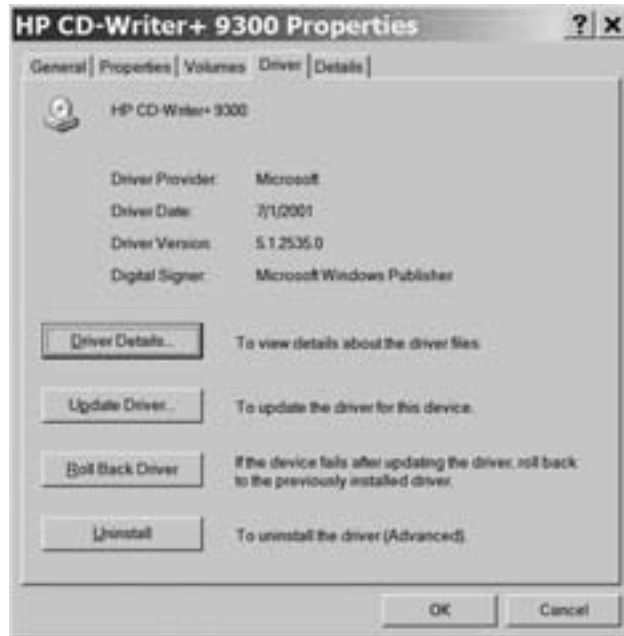 HP CD-Writer+ 9300 Properties ? x
General Properties Volumes Driver Details
HP CD-Writer+ 9300
Driver Provider: Microsoft
Driver Date: 7/1/2001
Driver Version: 5.1.2535.0
Digital Signer: Microsoft Windows Publisher
Driver Details... To view details about the driver files.
Update Driver... To update the driver for this device.
Roll Back Driver If the device fails after updating the driver, roll back
to the previously installed driver.
Uninstall To uninstall the driver (Advanced).
OK Cancel